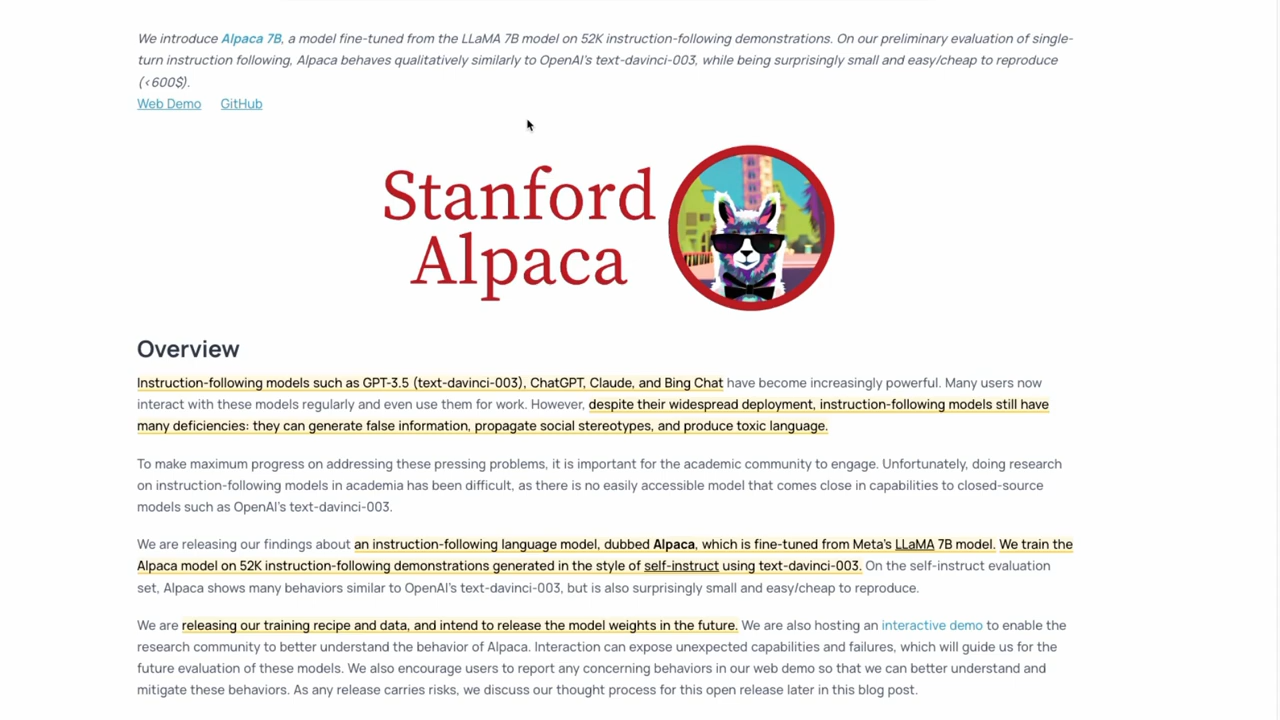 We introduce Alpaca 7B, a model fine-tuned from the LLaMA 7B model on 52K instruction-following demonstrations. On our preliminary evaluation of single-
turn instruction following, Alpaca behaves qualitatively similarly to OpenAI's text-davinci-003, while being surprisingly small and easy/cheap to reproduce
(<600$).
Web Demo GitHub
Stanford
Alpaca
Overview
Instruction-following models such as GPT-3.5 (text-davinci-003), ChatGPT, Claude, and Bing Chat have become increasingly powerful. Many users now
interact with these models regularly and even use them for work. However, despite their widespread deployment, instruction-following models still have
many deficiencies: they can generate false information, propagate social stereotypes, and produce toxic language.
To make maximum progress on addressing these pressing problems, it is important for the academic community to engage. Unfortunately, doing research
on instruction-following models in academia has been difficult, as there is no easily accessible model that comes close in capabilities to closed-source
models such as OpenAI's text-davinci-003.
We are releasing our findings about an instruction-following language model, dubbed Alpaca, which is fine-tuned from Meta's LLaMA 7B model. We train the
Alpaca model on 52K instruction-following demonstrations generated in the style of self-instruct using text-davinci-003. On the self-instruct evaluation
set, Alpaca shows many behaviors similar to OpenAI's text-davinci-003, but is also surprisingly small and easy/cheap to reproduce.
We are releasing our training recipe and data, and intend to release the model weights in the future. We are also hosting an interactive demo to enable the
research community to better understand the behavior of Alpaca. Interaction can expose unexpected capabilities and failures, which will guide us for the
future evaluation of these models. We also encourage users to report any concerning behaviors in our web demo so that we can better understand and
mitigate these behaviors. As any release carries risks, we discuss our thought process for this open release later in this blog post.